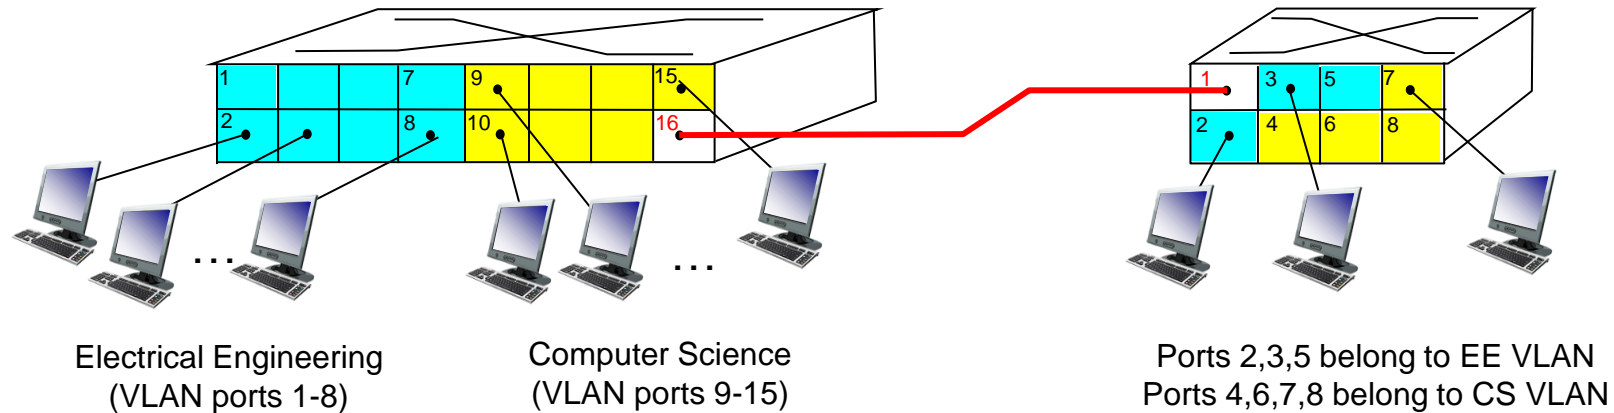 1 7 9 15
2 8 10 16
1 3 5 7
2 4 6 8
... ...
Electrical Engineering
(VLAN ports 1-8)
Computer Science
(VLAN ports 9-15)
Ports 2,3,5 belong to EE VLAN
Ports 4,6,7,8 belong to CS VLAN